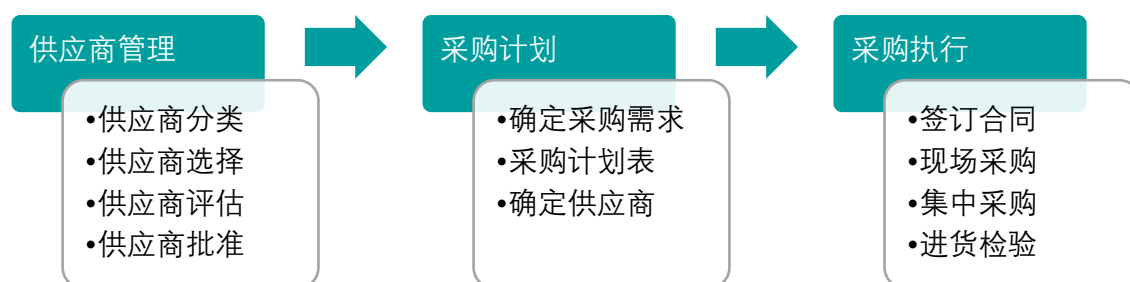 供应商管理
•供应商分类
•供应商选择
•供应商评估
•供应商批准
采购计划
•确定采购需求
•采购计划表
•确定供应商
采购执行
•签订合同
•现场采购
•集中采购
•进货检验